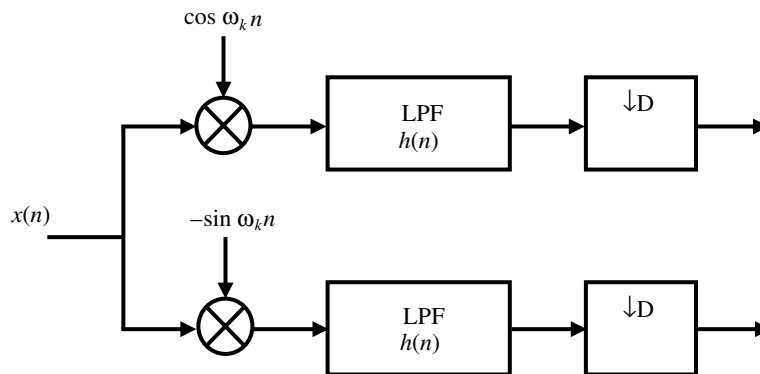 cos ωₖn
LPF
h(n)
↓D
x(n)
–sin ωₖn
LPF
h(n)
↓D